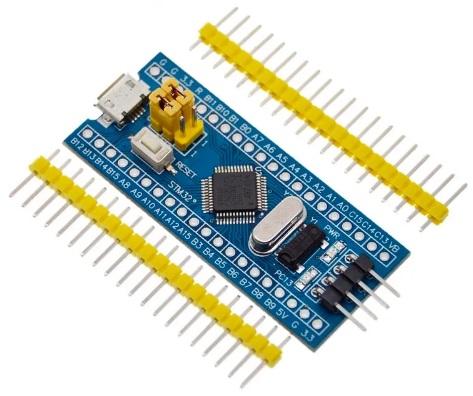 G G 3.3 R B11 B10 B1 B0 A7 A6 A5 A4 A3 A2 A1 A0 C15 C14 C13 VB
RESET
STM32
Y1 PWR
PC13
B12 B13 B14 B15 A8 A9 A10 A11 A12 A15 B3 B4 B5 B6 B7 B8 B9 5V G 3.3